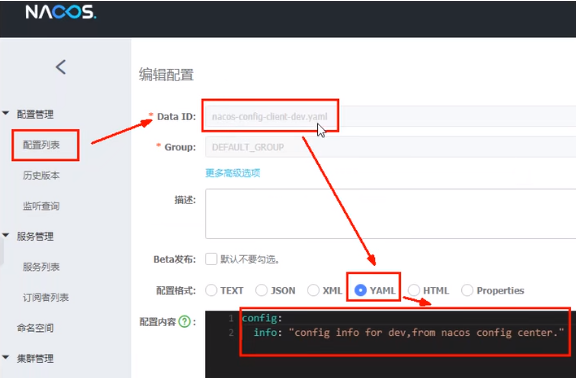 NACOS.
编辑配置
配置管理
配置列表
历史版本
监听查询
服务管理
服务列表
订阅者列表
命名空间
集群管理
* Data ID: nacos-config-client-dev.yaml
* Group: DEFAULT_GROUP
更多高级选项
描述:
Beta发布: 默认不要勾选。
配置格式: TEXT JSON XML YAML HTML Properties
配置内容 ? :
1 config:
2 info: "config info for dev,from nacos config center."